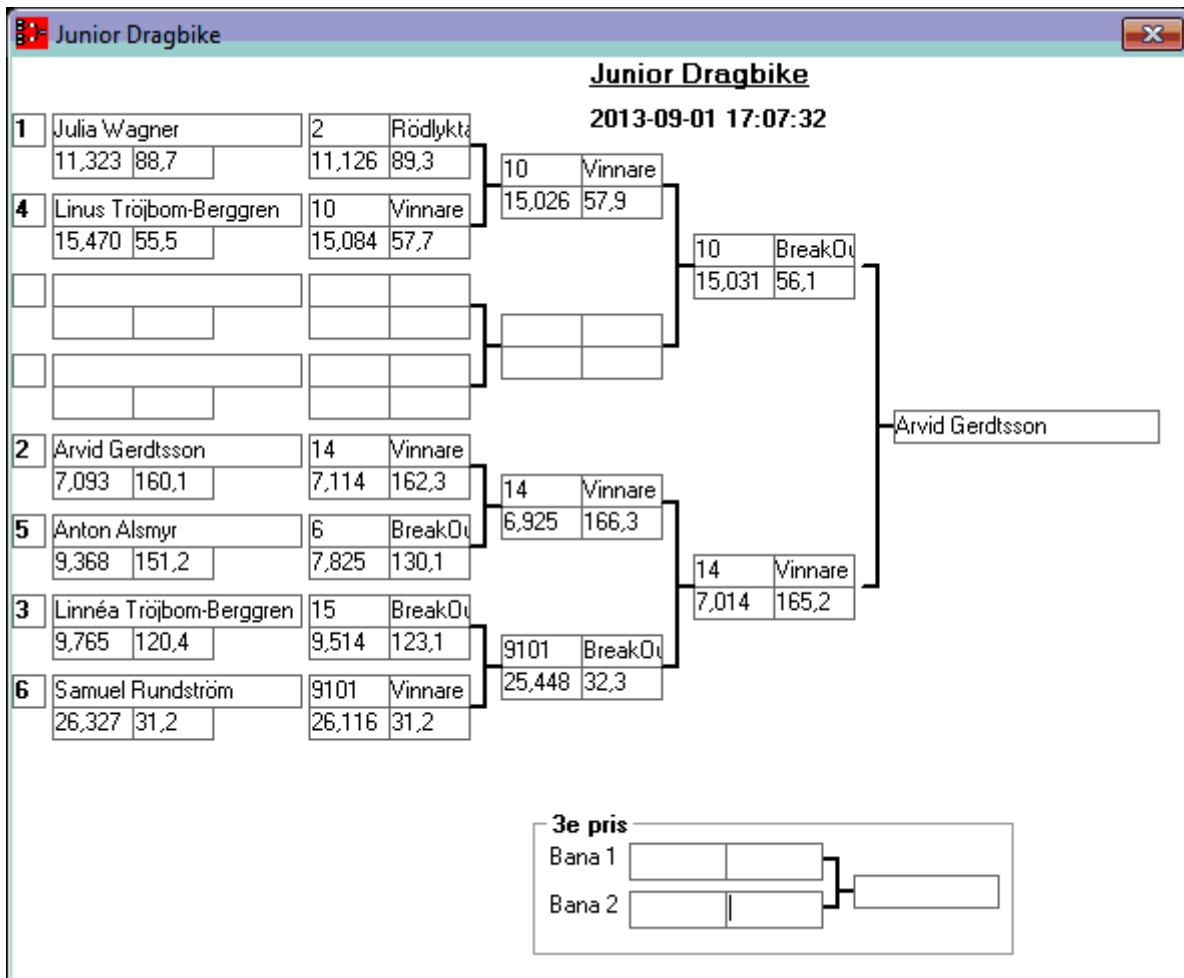 Junior Dragbike
Junior Dragbike
2013-09-01 17:07:32
1 Julia Wagner 2 Rödlykta
11,323 88,7 11,126 89,3
10 Vinnare
15,026 57,9
4 Linus Tröjbom-Berggren 10 Vinnare
15,470 55,5 15,084 57,7
10 BreakOu
15,031 56,1
Arvid Gerdtsson
2 Arvid Gerdtsson 14 Vinnare
7,093 160,1 7,114 162,3
14 Vinnare
6,925 166,3
5 Anton Alsmyr 6 BreakOu
9,368 151,2 7,825 130,1
14 Vinnare
7,014 165,2
3 Linnéa Tröjbom-Berggren 15 BreakOu
9,765 120,4 9,514 123,1
9101 BreakOu
25,448 32,3
6 Samuel Rundström 9101 Vinnare
26,327 31,2 26,116 31,2
3e pris
Bana 1
Bana 2